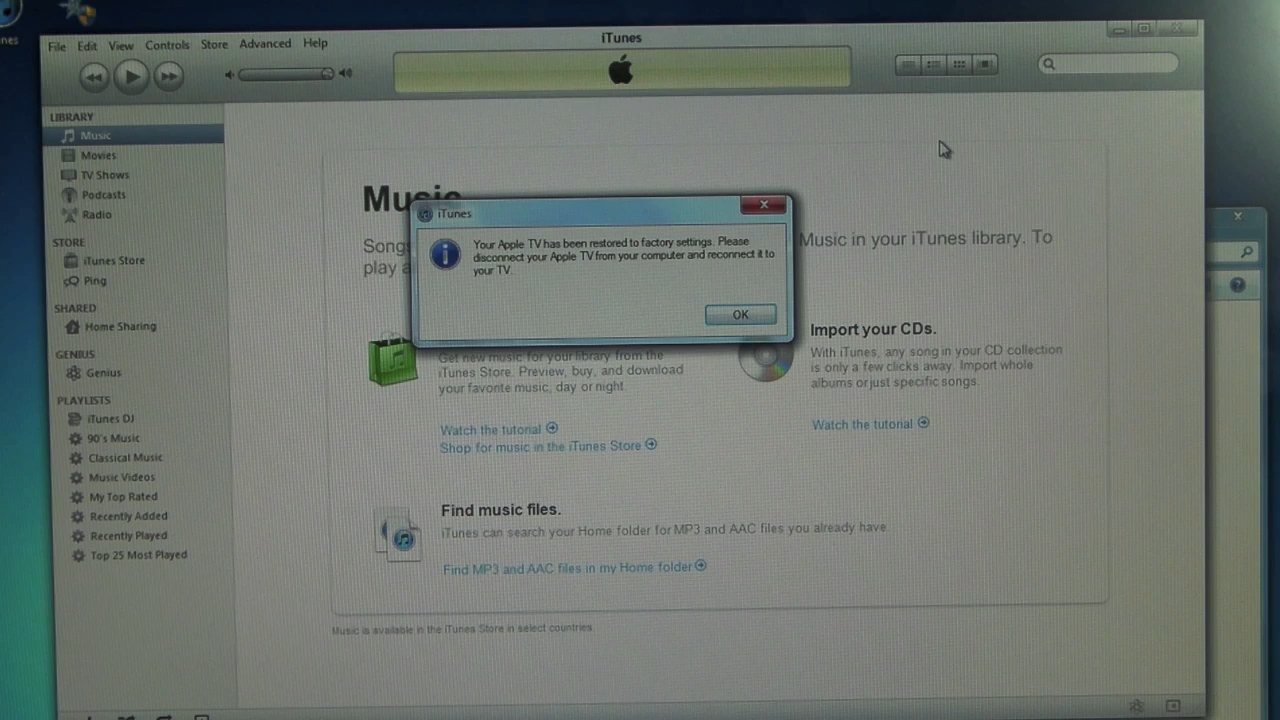 nes
iTunes
File Edit View Controls Store Advanced Help
LIBRARY
Music
Movies
TV Shows
Podcasts
Radio
STORE
iTunes Store
Ping
SHARED
Home Sharing
GENIUS
Genius
PLAYLISTS
iTunes DJ
90's Music
Classical Music
Music Videos
My Top Rated
Recently Added
Recently Played
Top 25 Most Played
Music
Songs
Music in your iTunes library. To
play a
iTunes
Your Apple TV has been restored to factory settings. Please
disconnect your Apple TV from your computer and reconnect it to
your TV.
OK
Get new music for your library from the
iTunes Store. Preview, buy, and download
your favorite music, day or night.
Watch the tutorial
Shop for music in the iTunes Store
Import your CDs.
With iTunes, any song in your CD collection
is only a few clicks away. Import whole
albums or just specific songs.
Watch the tutorial
Find music files.
iTunes can search your Home folder for MP3 and AAC files you already have.
Find MP3 and AAC files in my Home folder
Music is available in the iTunes Store in select countries.